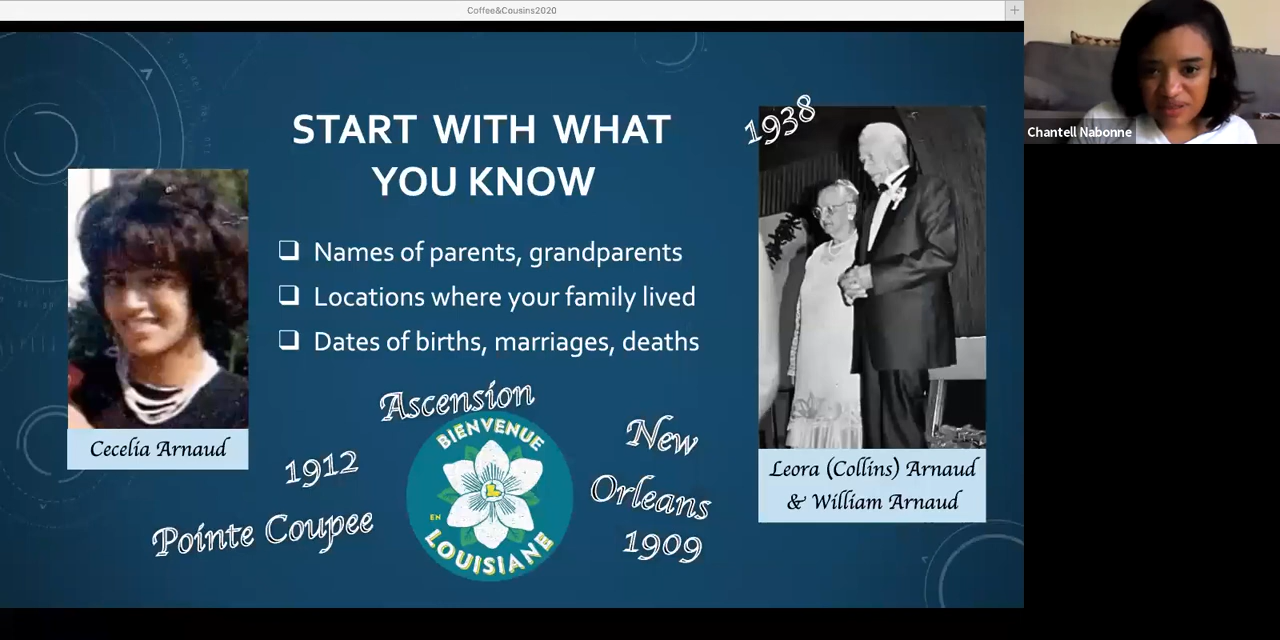 Coffee&Cousins2020
START WITH WHAT
YOU KNOW
❑ Names of parents, grandparents
❑ Locations where your family lived
❑ Dates of births, marriages, deaths
Cecelia Arnaud
1938
Leora (Collins) Arnaud
& William Arnaud
Ascension
1912
Pointe Coupee
BIENVENUE
EN
LOUISIANE
New
Orleans
1909
Chantell Nabonne